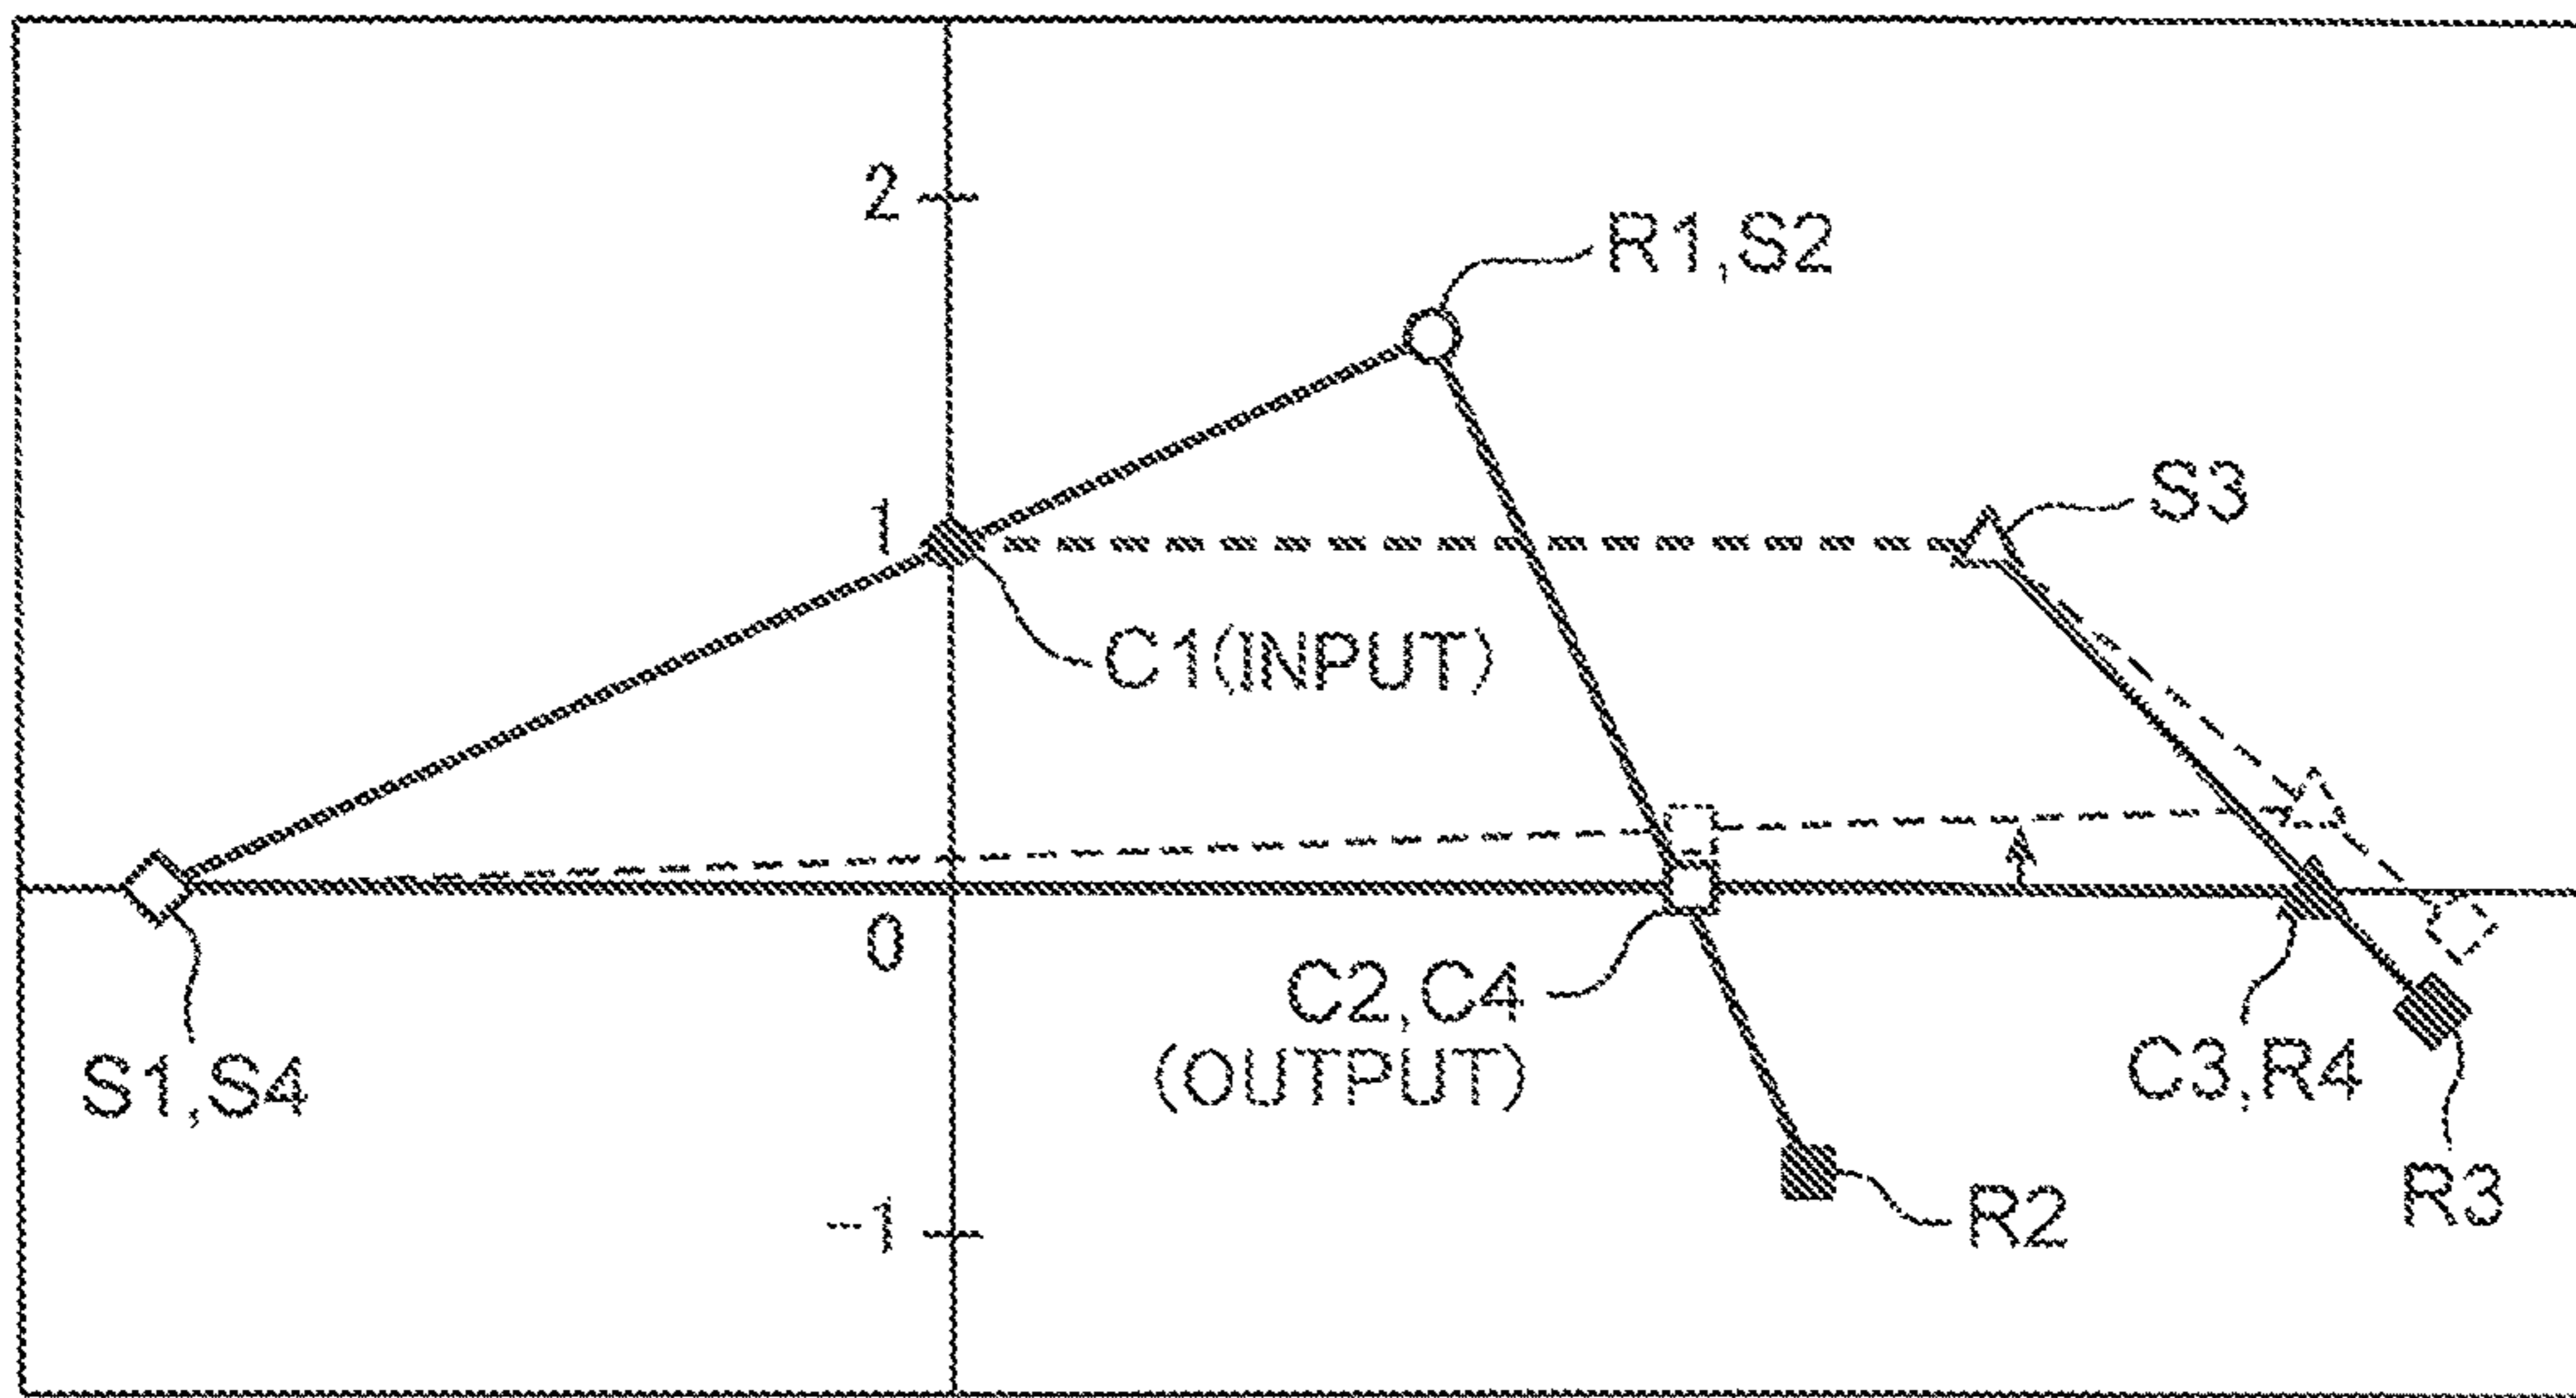 2
R1,S2
S3
1
C1(INPUT)
0
C2,C4
(OUTPUT)
S1,S4
C3,R4
R3
R2
-1